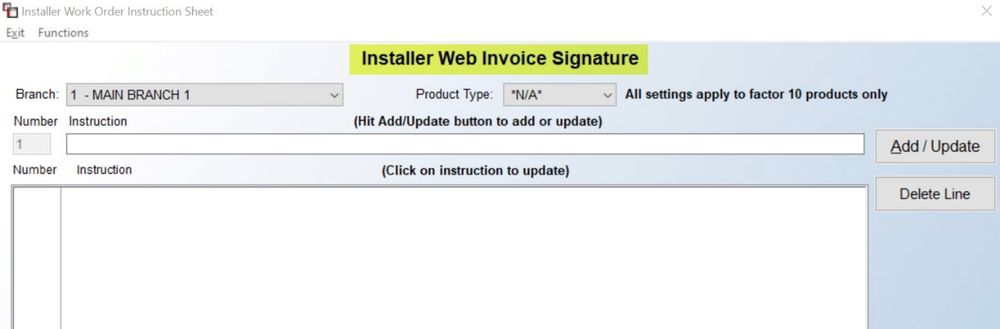 Installer Work Order Instruction Sheet
Exit Functions
Installer Web Invoice Signature
Branch: 1 - MAIN BRANCH 1 Product Type: *N/A* All settings apply to factor 10 products only
Number Instruction (Hit Add/Update button to add or update)
1 Add / Update
Number Instruction (Click on instruction to update)
Delete Line